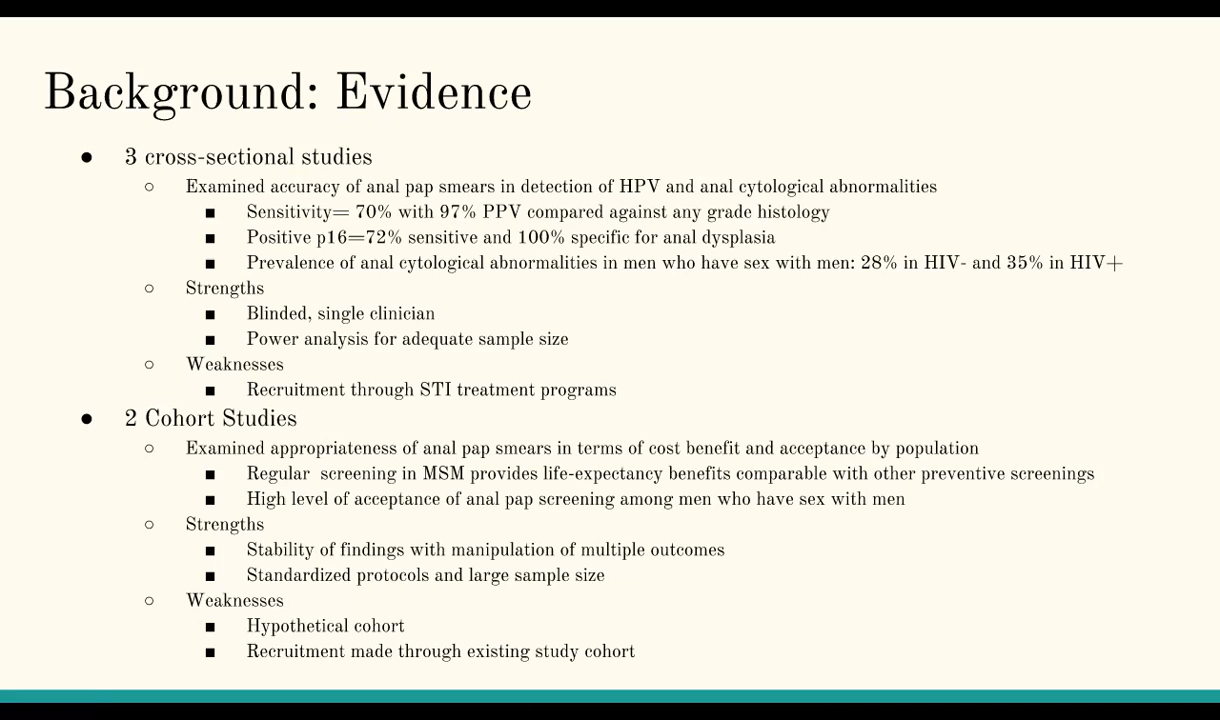 Background: Evidence
● 3 cross-sectional studies
○ Examined accuracy of anal pap smears in detection of HPV and anal cytological abnormalities
■ Sensitivity= 70% with 97% PPV compared against any grade histology
■ Positive p16=72% sensitive and 100% specific for anal dysplasia
■ Prevalence of anal cytological abnormalities in men who have sex with men: 28% in HIV- and 35% in HIV+
○ Strengths
■ Blinded, single clinician
■ Power analysis for adequate sample size
○ Weaknesses
■ Recruitment through STI treatment programs
● 2 Cohort Studies
○ Examined appropriateness of anal pap smears in terms of cost benefit and acceptance by population
■ Regular  screening in MSM provides life-expectancy benefits comparable with other preventive screenings
■ High level of acceptance of anal pap screening among men who have sex with men
○ Strengths
■ Stability of findings with manipulation of multiple outcomes
■ Standardized protocols and large sample size
○ Weaknesses
■ Hypothetical cohort
■ Recruitment made through existing study cohort